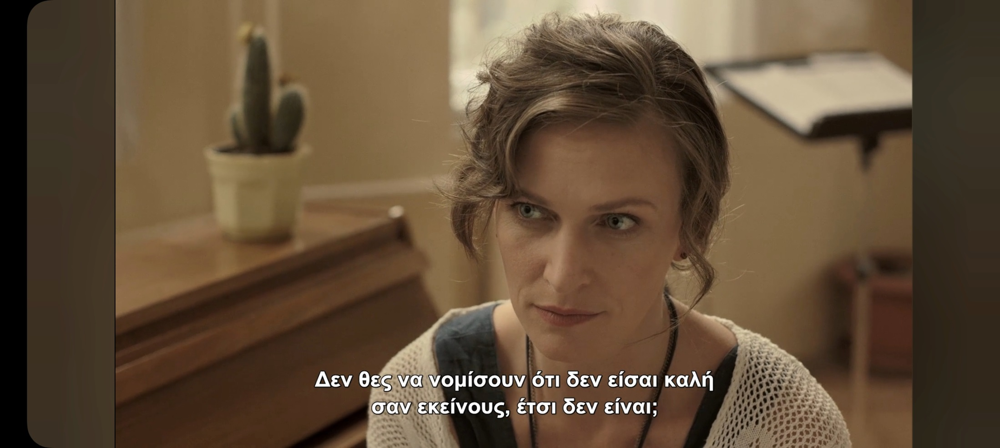 Δεν θες να νομίσουν ότι δεν είσαι καλή
σαν εκείνους, έτσι δεν είναι;